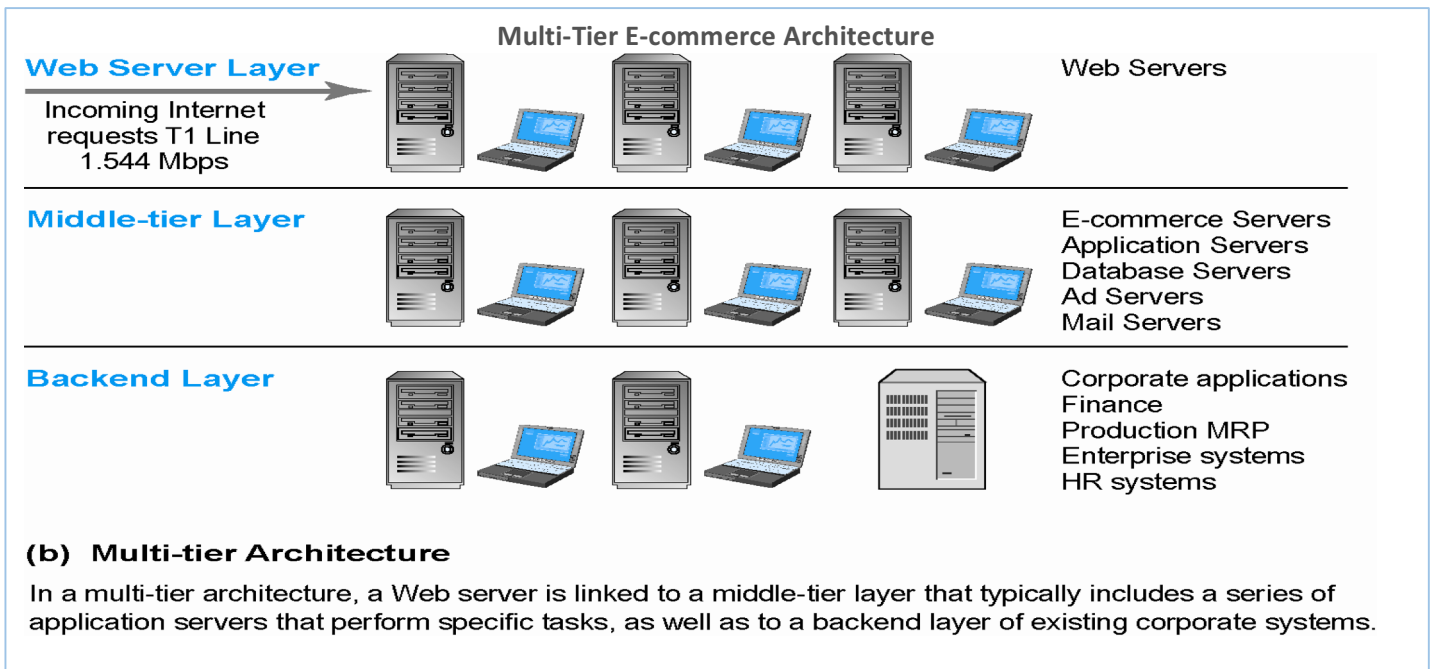 Multi-Tier E-commerce Architecture
Web Server Layer
Incoming Internet
requests T1 Line
1.544 Mbps
Web Servers
Middle-tier Layer
E-commerce Servers
Application Servers
Database Servers
Ad Servers
Mail Servers
Backend Layer
Corporate applications
Finance
Production MRP
Enterprise systems
HR systems
(b) Multi-tier Architecture
In a multi-tier architecture, a Web server is linked to a middle-tier layer that typically includes a series of
application servers that perform specific tasks, as well as to a backend layer of existing corporate systems.